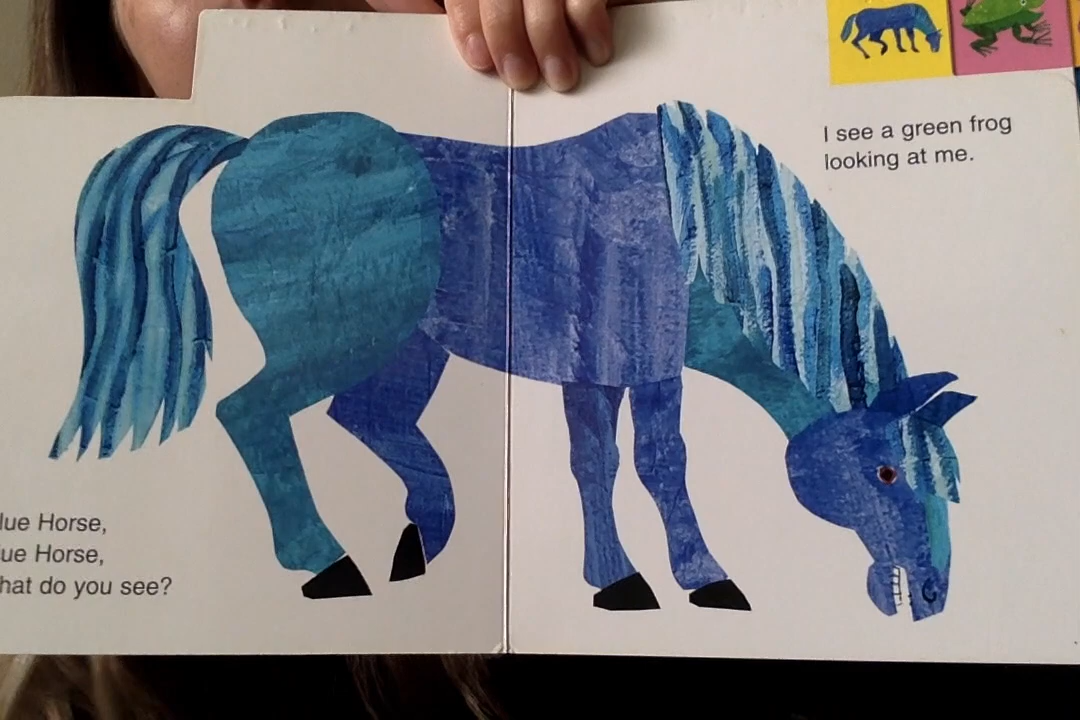 lue Horse,
ue Horse,
hat do you see?
I see a green frog
looking at me.